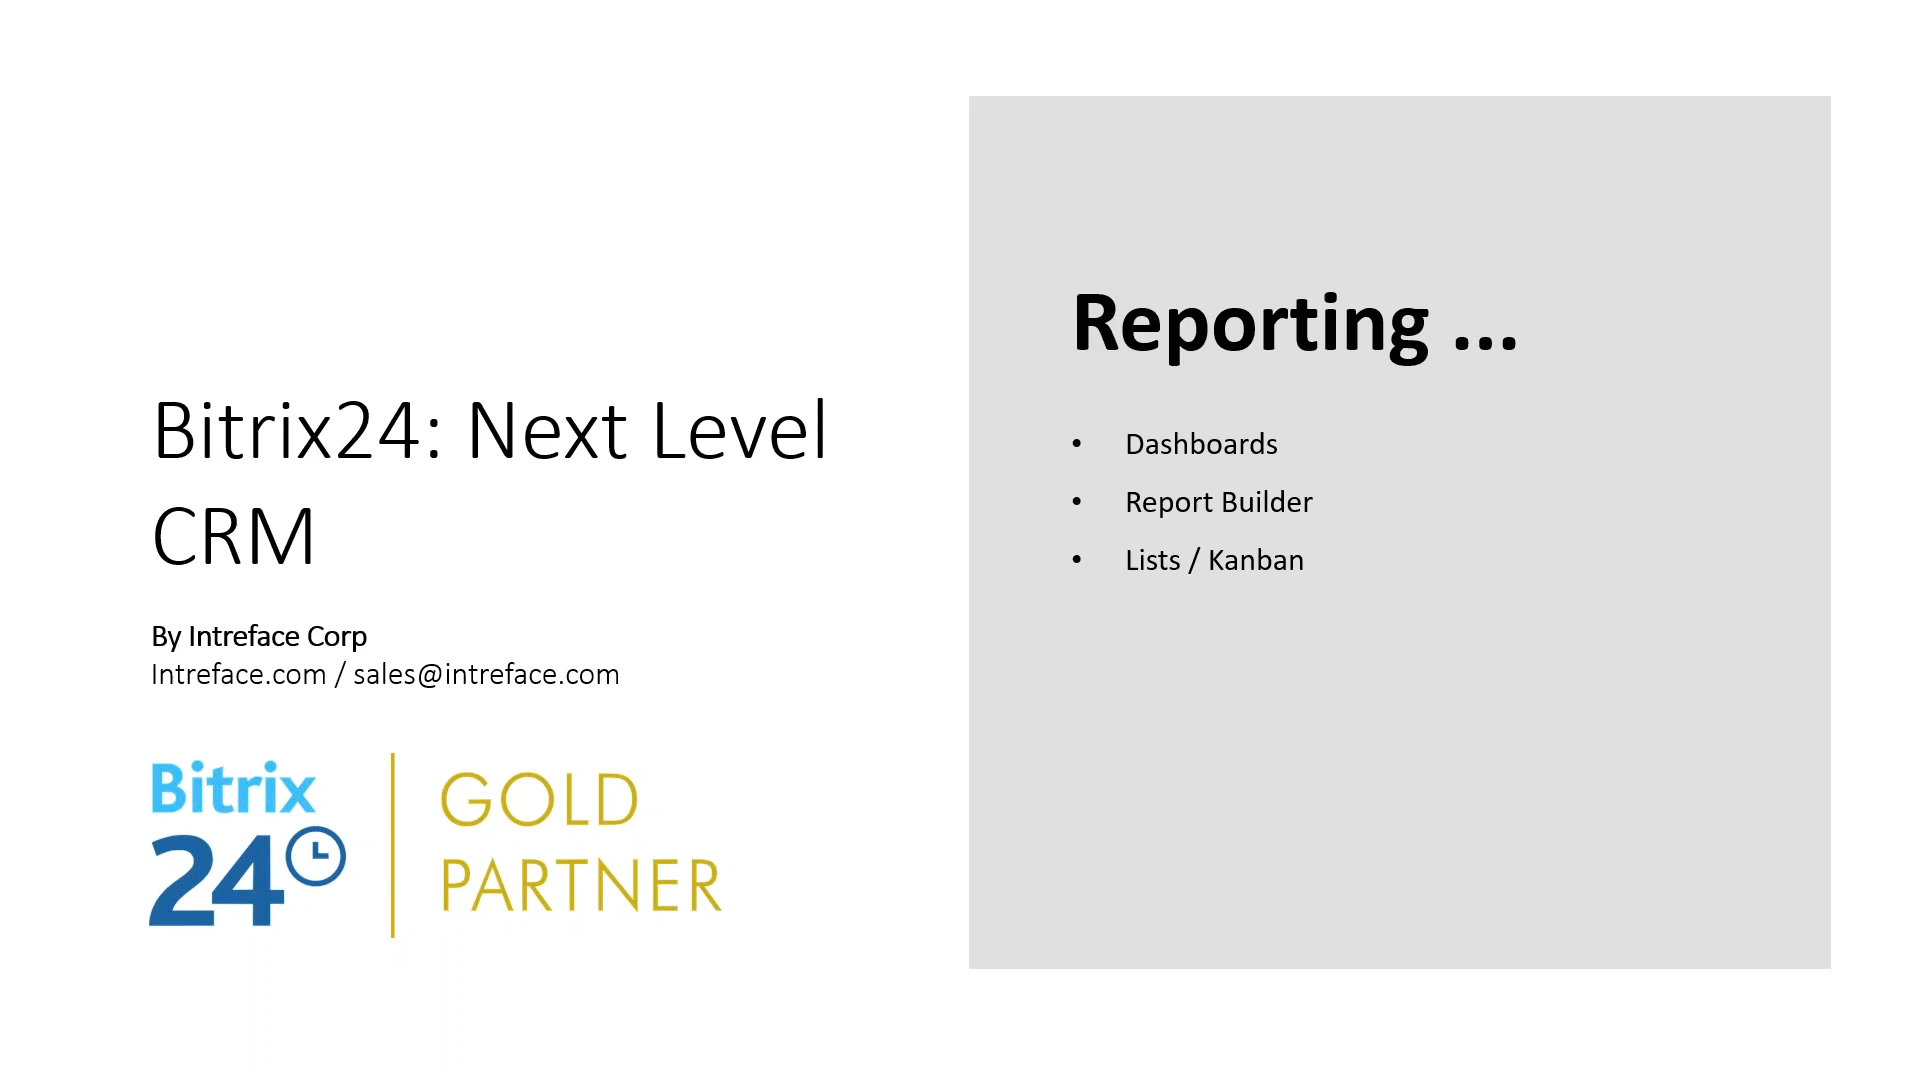 Bitrix24: Next Level
CRM
By Intreface Corp
Intreface.com / sales@intreface.com
Bitrix
24
GOLD
PARTNER
Reporting ...
• Dashboards
• Report Builder
• Lists / Kanban